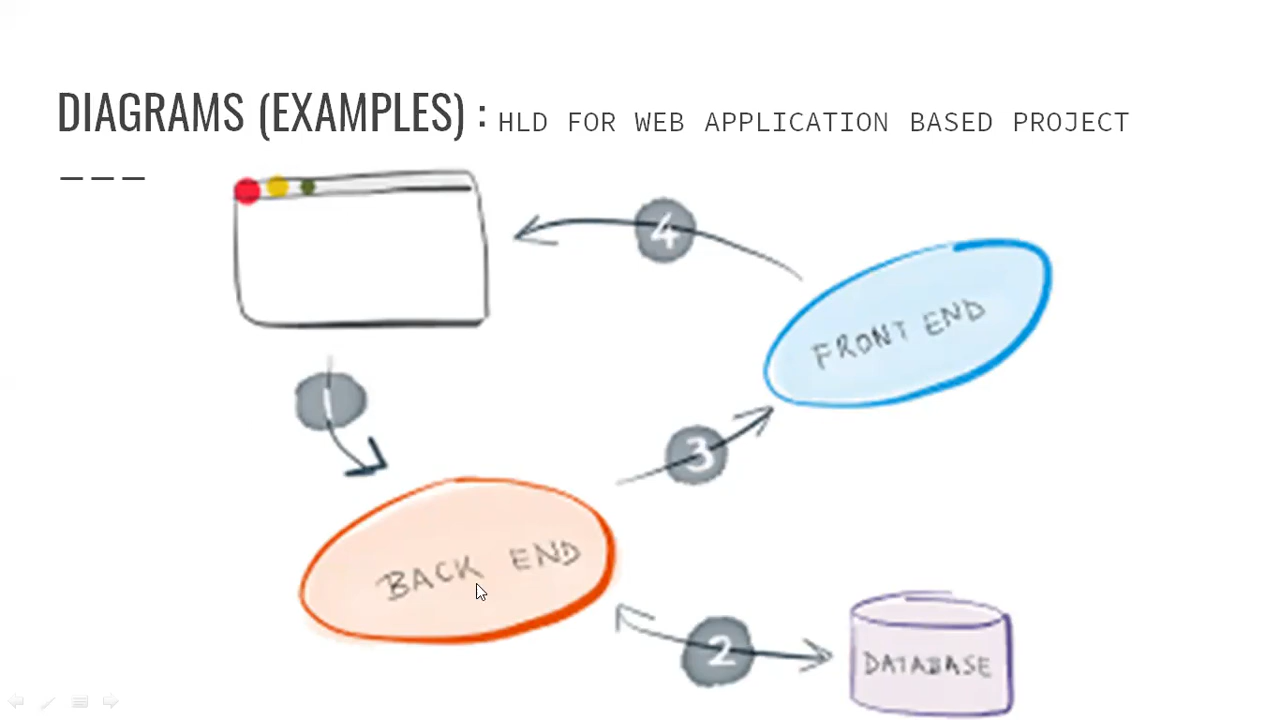 DIAGRAMS (EXAMPLES) : HLD FOR WEB APPLICATION BASED PROJECT
4
FRONT END
1
3
BACK END
2
DATABASE